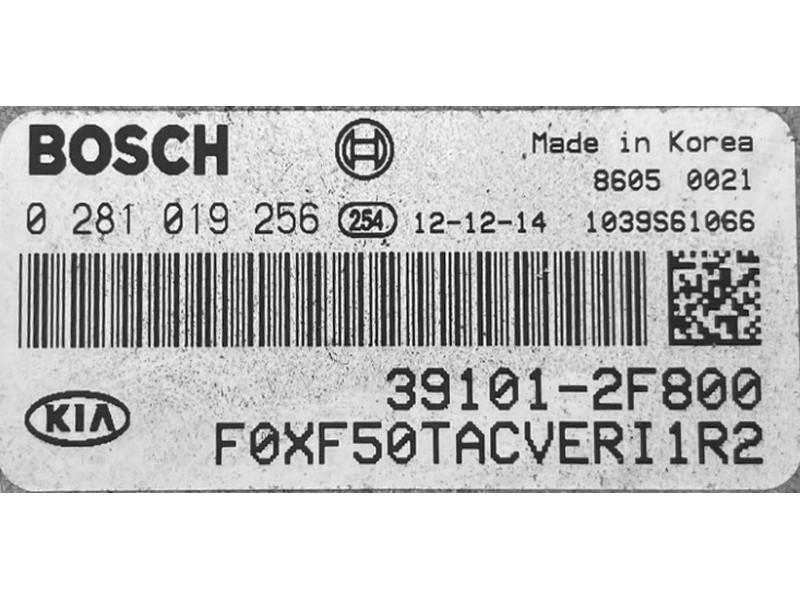 BOSCH Made in Korea
8605 0021
0 281 019 256 254 12-12-14 1039S61066
39101-2F800
KIA
F0XF50TACVERI1R2